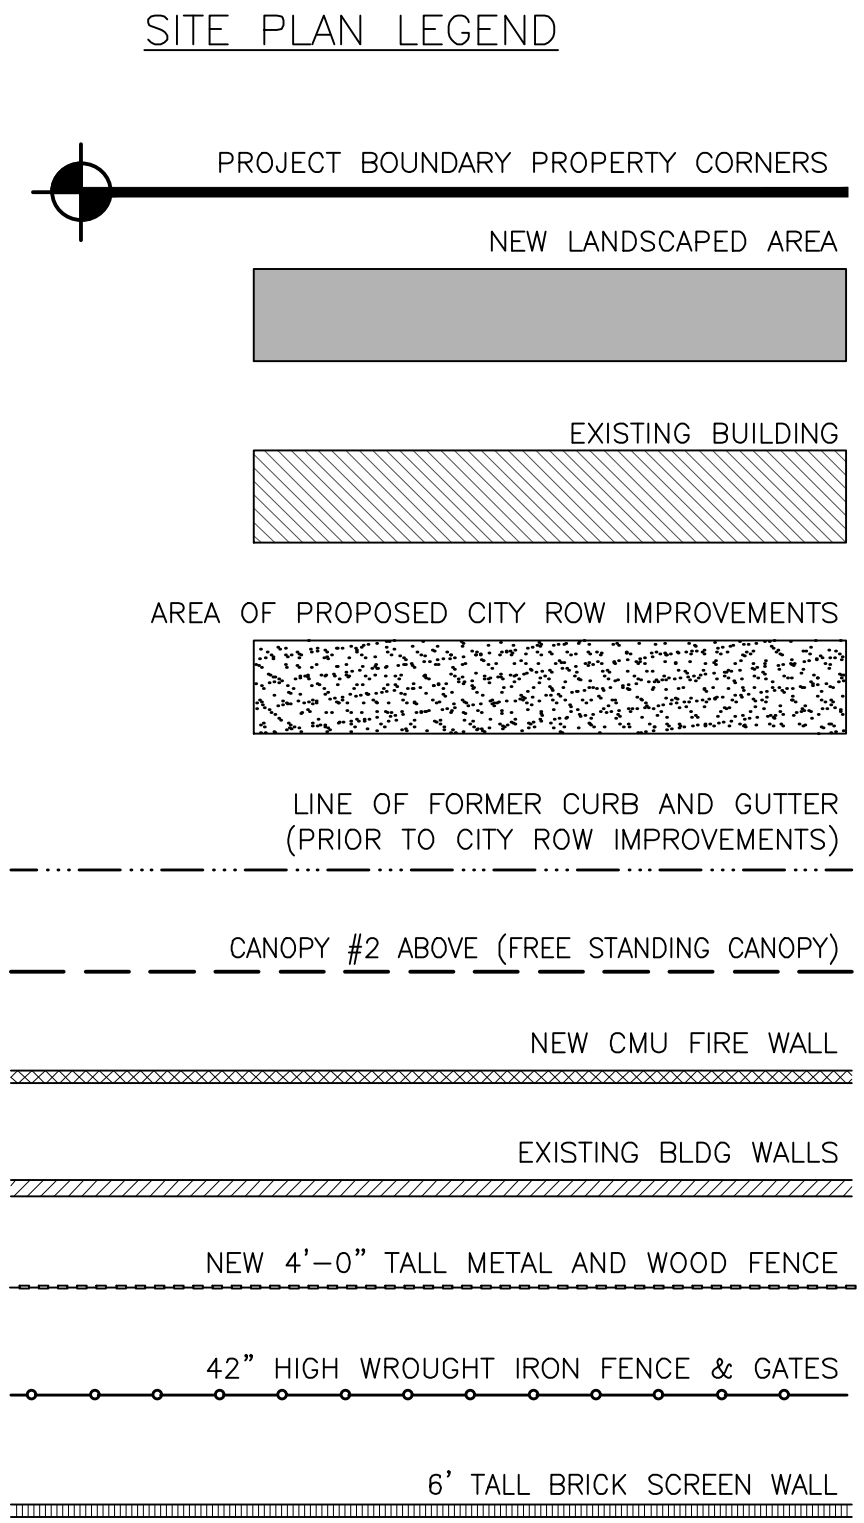 SITE PLAN LEGEND
PROJECT BOUNDARY PROPERTY CORNERS
NEW LANDSCAPED AREA
EXISTING BUILDING
AREA OF PROPOSED CITY ROW IMPROVEMENTS
LINE OF FORMER CURB AND GUTTER
(PRIOR TO CITY ROW IMPROVEMENTS)
CANOPY #2 ABOVE (FREE STANDING CANOPY)
NEW CMU FIRE WALL
EXISTING BLDG WALLS
NEW 4'-0" TALL METAL AND WOOD FENCE
42" HIGH WROUGHT IRON FENCE & GATES
6' TALL BRICK SCREEN WALL